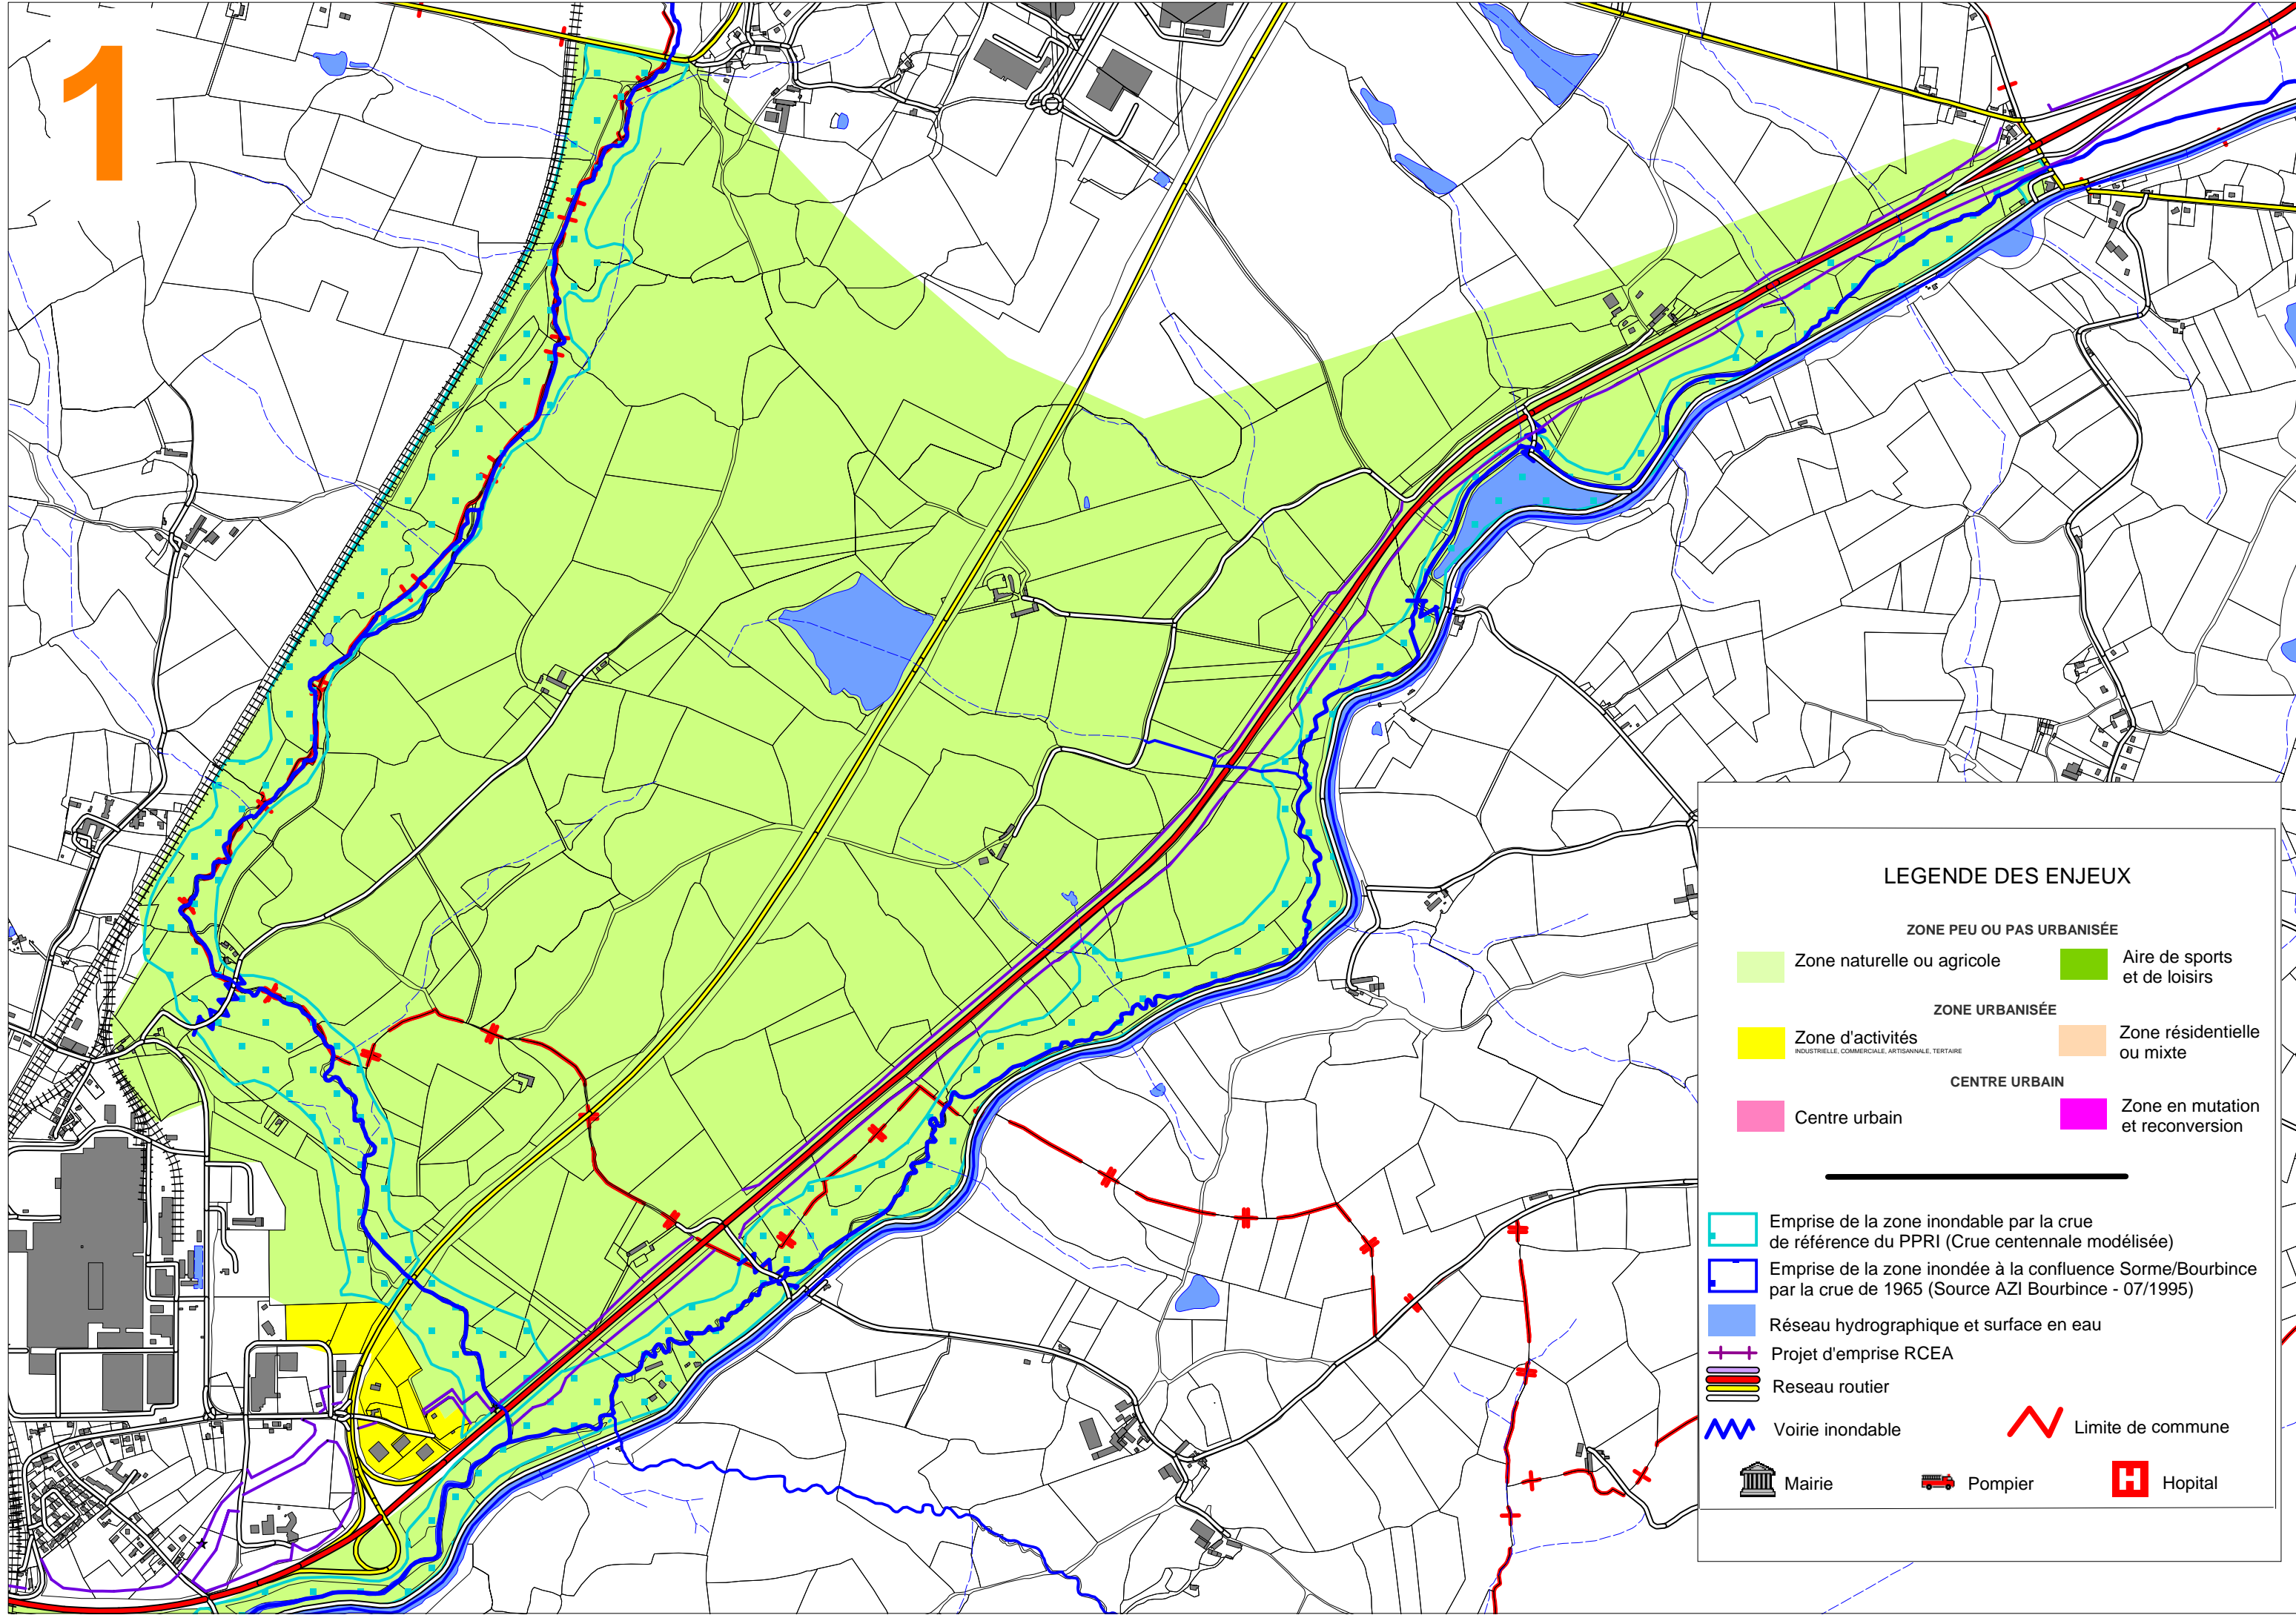 1
LEGENDE DES ENJEUX
ZONE PEU OU PAS URBANISÉE
Zone naturelle ou agricole
Aire de sports
et de loisirs
ZONE URBANISÉE
Zone d'activités
INDUSTRIELLE, COMMERCIALE, ARTISANNALE, TERTAIRE
Zone résidentielle
ou mixte
CENTRE URBAIN
Centre urbain
Zone en mutation
et reconversion
Emprise de la zone inondable par la crue
de référence du PPRI (Crue centennale modélisée)
Emprise de la zone inondée à la confluence Sorme/Bourbince
par la crue de 1965 (Source AZI Bourbince - 07/1995)
Réseau hydrographique et surface en eau
Projet d'emprise RCEA
Reseau routier
Voirie inondable
Limite de commune
Mairie
Pompier
H
Hopital